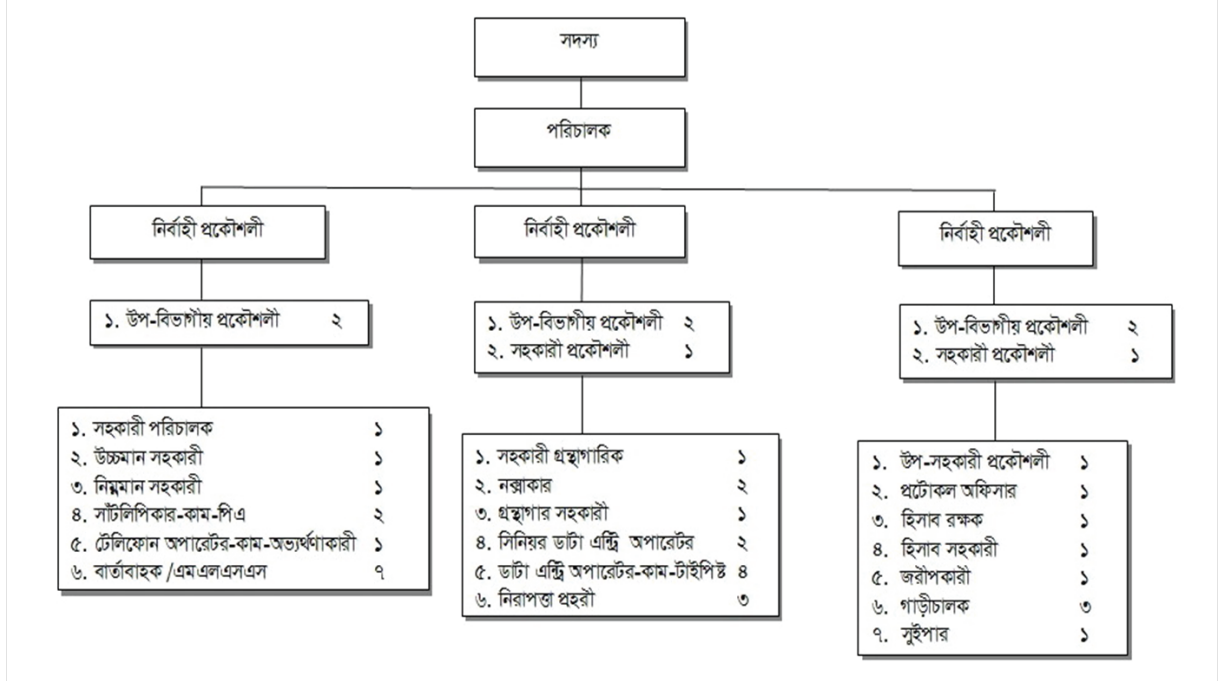 সদস্য
পরিচালক
নির্বাহী প্রকৌশলী
১. উপ-বিভাগীয় প্রকৌশলী ২
১. সহকারী পরিচালক ১
২. উচ্চমান সহকারী ১
৩. নিম্নমান সহকারী ১
৪. সাঁটলিপিকার-কাম-পিএ ২
৫. টেলিফোন অপারেটর-কাম-অভ্যর্থণাকারী ১
৬. বার্তাবাহক /এমএলএসএস ৭
নির্বাহী প্রকৌশলী
১. উপ-বিভাগীয় প্রকৌশলী ২
২. সহকারী প্রকৌশলী ১
১. সহকারী গ্রন্থাগারিক ১
২. নক্সাকার ২
৩. গ্রন্থাগার সহকারী ১
৪. সিনিয়র ডাটা এন্ট্রি অপারেটর ২
৫. ডাটা এন্ট্রি অপারেটর-কাম-টাইপিষ্ট ৪
৬. নিরাপত্তা প্রহরী ৩
নির্বাহী প্রকৌশলী
১. উপ-বিভাগীয় প্রকৌশলী ২
২. সহকারী প্রকৌশলী ১
১. উপ-সহকারী প্রকৌশলী ১
২. প্রটোকল অফিসার ১
৩. হিসাব রক্ষক ১
৪. হিসাব সহকারী ১
৫. জরীপকারী ১
৬. গাড়ীচালক ৩
৭. সুইপার ১